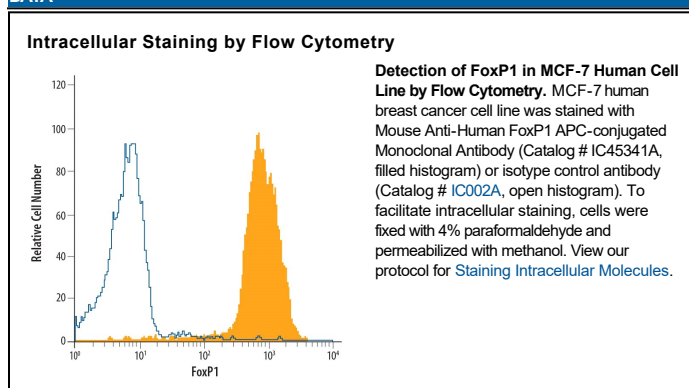 DATA
Intracellular Staining by Flow Cytometry
120
100
80
60
40
20
0
Relative Cell Number
10⁰
10¹
10²
10³
10⁴
FoxP1
Detection of FoxP1 in MCF-7 Human Cell
Line by Flow Cytometry. MCF-7 human
breast cancer cell line was stained with
Mouse Anti-Human FoxP1 APC-conjugated
Monoclonal Antibody (Catalog # IC45341A,
filled histogram) or isotype control antibody
(Catalog # IC002A, open histogram). To
facilitate intracellular staining, cells were
fixed with 4% paraformaldehyde and
permeabilized with methanol. View our
protocol for Staining Intracellular Molecules.